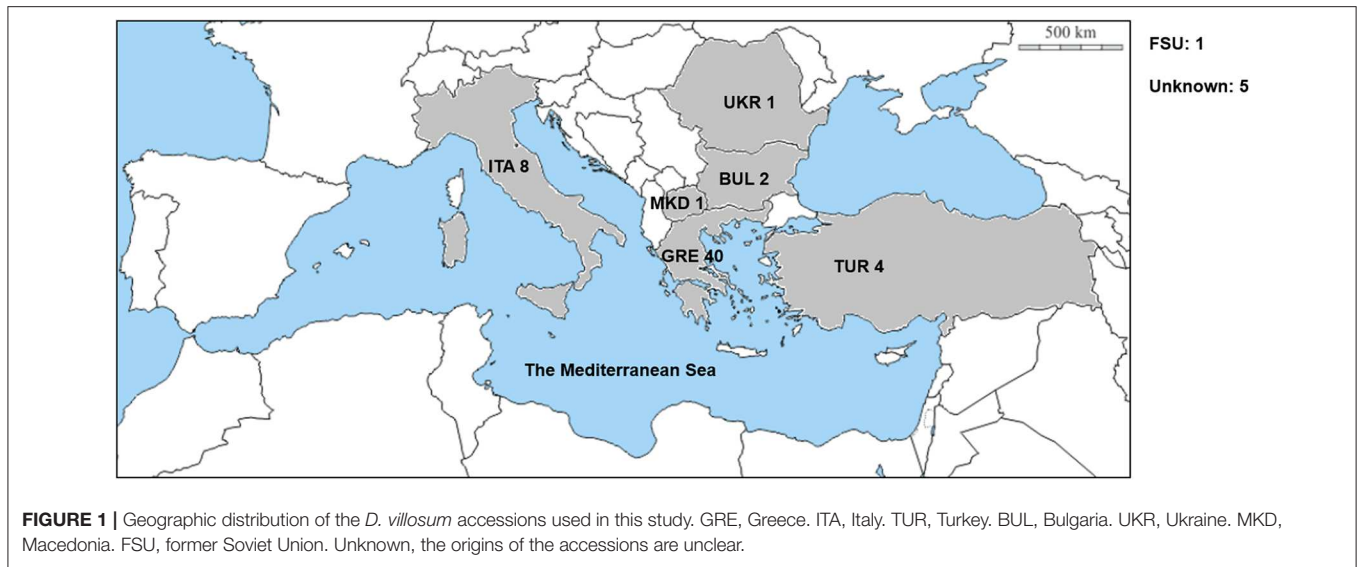 500 km
FSU: 1
Unknown: 5
UKR 1
ITA 8
BUL 2
MKD 1
GRE 40
TUR 4
The Mediterranean Sea
FIGURE 1 | Geographic distribution of the D. villosum accessions used in this study. GRE, Greece. ITA, Italy. TUR, Turkey. BUL, Bulgaria. UKR, Ukraine. MKD,
Macedonia. FSU, former Soviet Union. Unknown, the origins of the accessions are unclear.